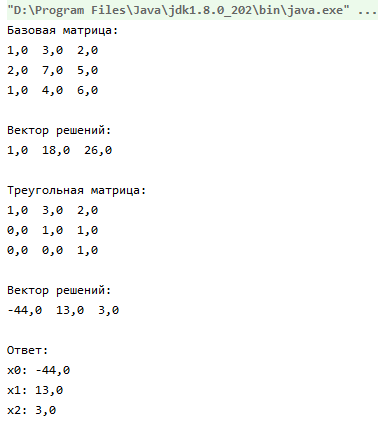 "D:\Program Files\Java\jdk1.8.0_202\bin\java.exe" ...
Базовая матрица:
1,0 3,0 2,0
2,0 7,0 5,0
1,0 4,0 6,0
Вектор решений:
1,0 18,0 26,0
Треугольная матрица:
1,0 3,0 2,0
0,0 1,0 1,0
0,0 0,0 1,0
Вектор решений:
-44,0 13,0 3,0
Ответ:
x0: -44,0
x1: 13,0
x2: 3,0